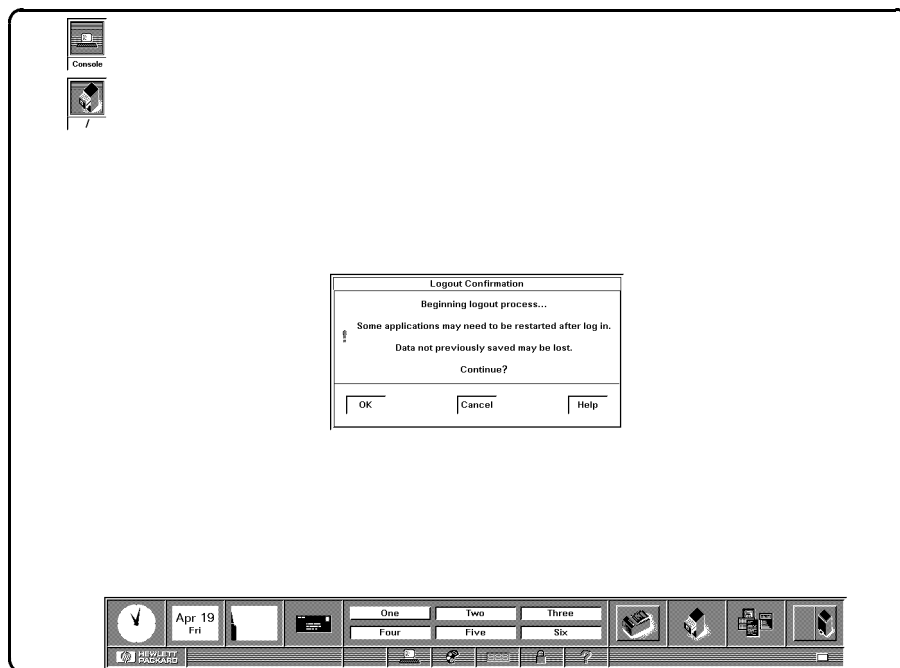 Console
/
Logout Confirmation
Beginning logout process...
Some applications may need to be restarted after log in.
Data not previously saved may be lost.
Continue?
OK
Cancel
Help
Apr 19
Fri
One
Two
Three
Four
Five
Six
hp HEWLETT
PACKARD
?